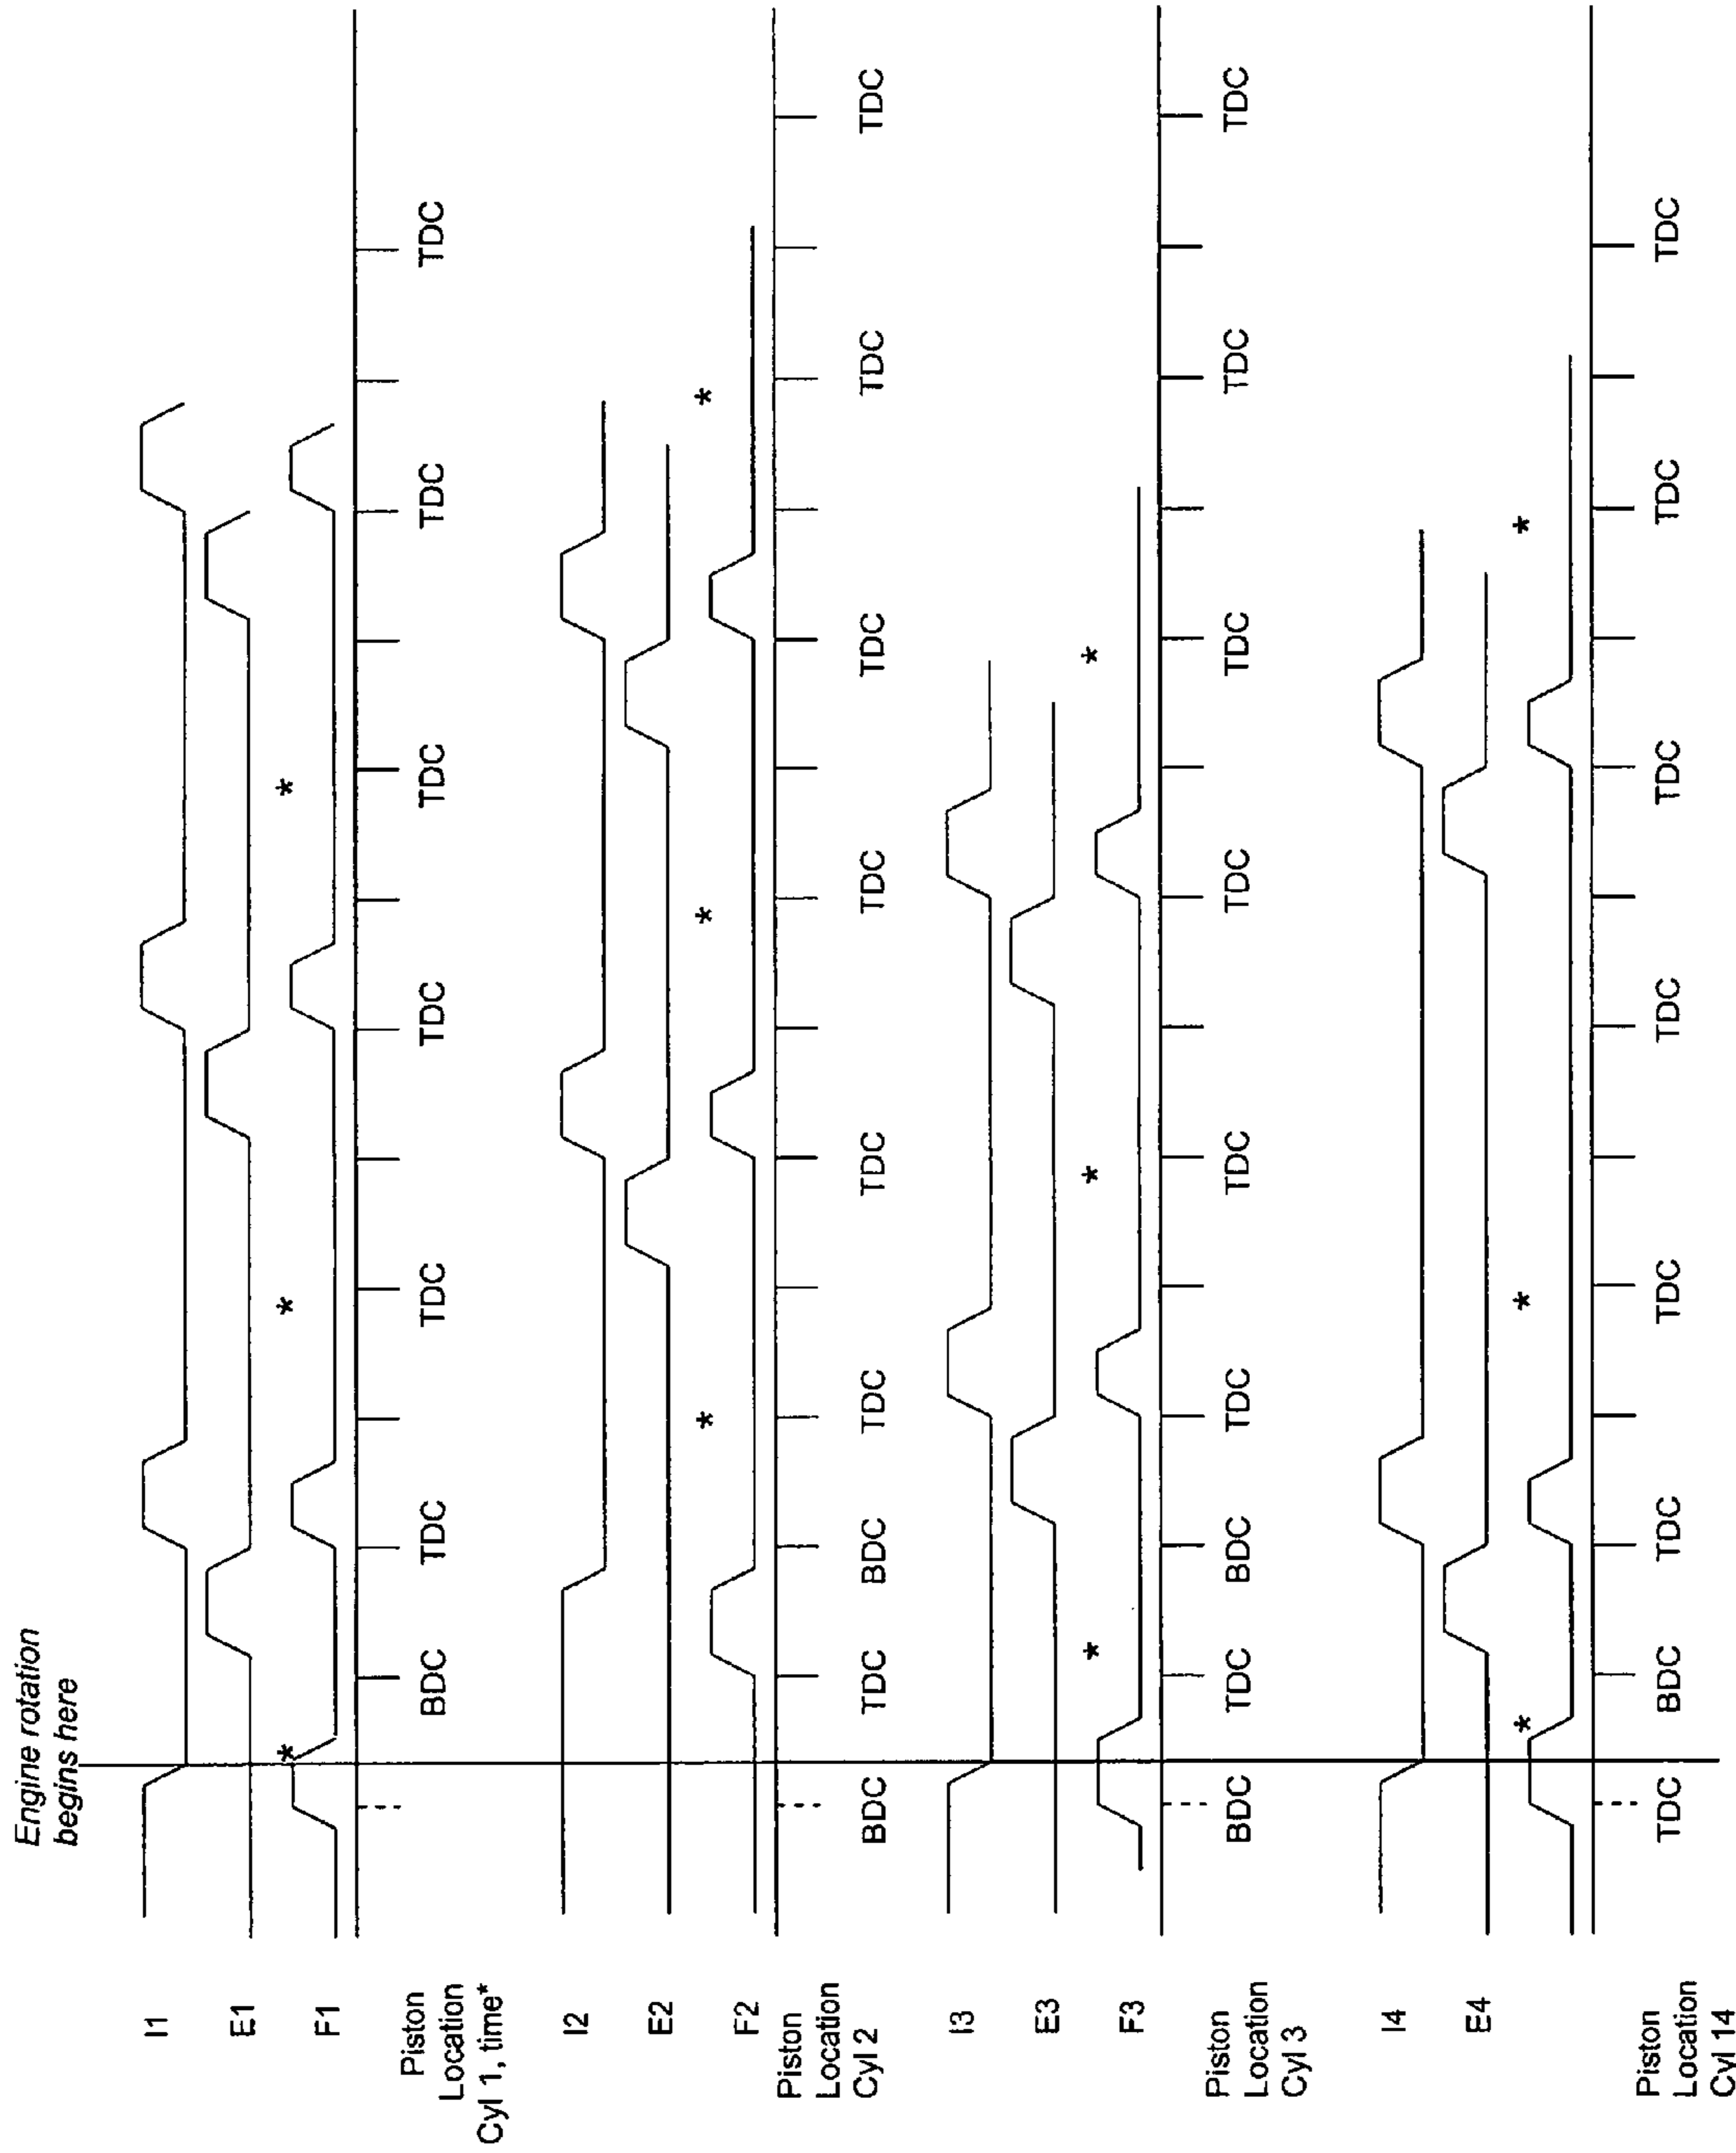 Engine rotation
begins here
I1
E1
F1
Piston
Location
Cyl 1, time*
BDC TDC TDC TDC TDC TDC TDC
I2
E2
F2
Piston
Location
Cyl 2
BDC TDC BDC TDC TDC TDC TDC TDC TDC
I3
E3
F3
Piston
Location
Cyl 3
BDC TDC BDC TDC TDC TDC TDC TDC TDC
I4
E4
Piston
Location
Cyl 14
TDC BDC TDC TDC TDC TDC TDC TDC